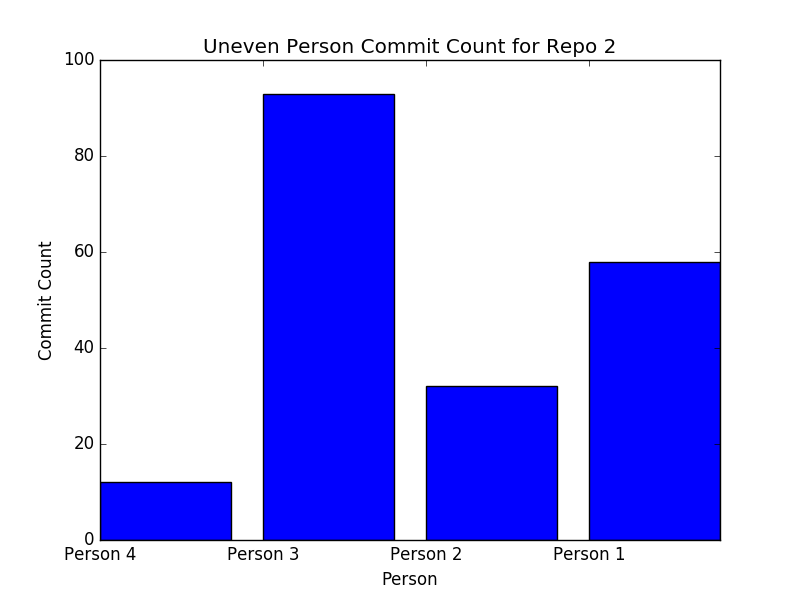 Uneven Person Commit Count for Repo 2
100
80
60
40
20
0
Commit Count
Person 4
Person 3
Person 2
Person 1
Person